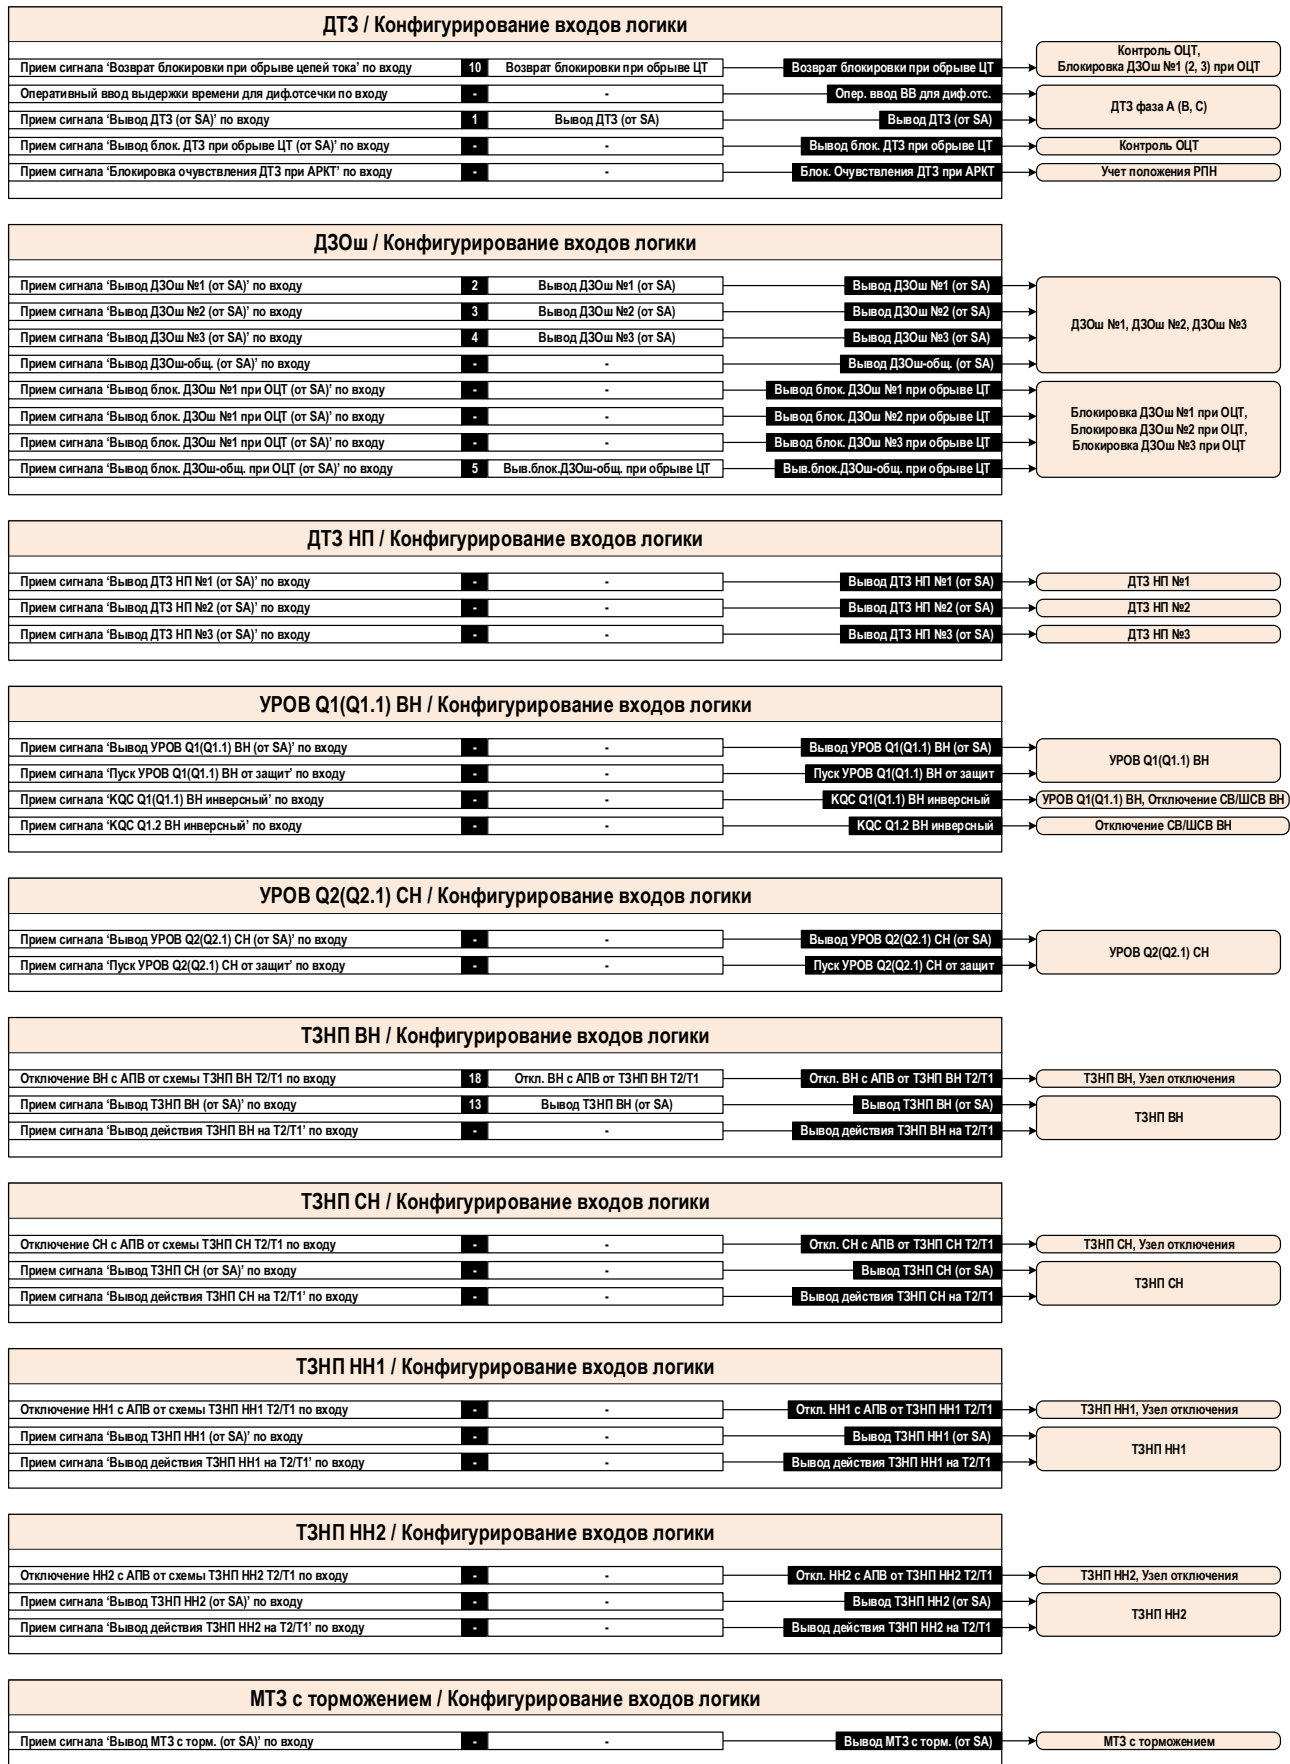 ДТЗ / Конфигурирование входов логики
Прием сигнала ‘Возврат блокировки при обрыве цепей тока’ по входу 10 Возврат блокировки при обрыве ЦТ Возврат блокировки при обрыве ЦТ
Контроль ОЦТ,
Блокировка ДЗОш №1 (2, 3) при ОЦТ
Оперативный ввод выдержки времени для диф.отсечки по входу - - Опер. ввод ВВ для диф.отс.
ДТЗ фаза А (В, С)
Прием сигнала ‘Вывод ДТЗ (от SA)’ по входу 1 Вывод ДТЗ (от SA) Вывод ДТЗ (от SA)
Прием сигнала ‘Вывод блок. ДТЗ при обрыве ЦТ (от SA)’ по входу - - Вывод блок. ДТЗ при обрыве ЦТ Контроль ОЦТ
Прием сигнала ‘Блокировка очувствления ДТЗ при АРКТ’ по входу - - Блок. Очувствления ДТЗ при АРКТ Учет положения РПН
ДЗОш / Конфигурирование входов логики
Прием сигнала ‘Вывод ДЗОш №1 (от SA)’ по входу 2 Вывод ДЗОш №1 (от SA) Вывод ДЗОш №1 (от SA)
Прием сигнала ‘Вывод ДЗОш №2 (от SA)’ по входу 3 Вывод ДЗОш №2 (от SA) Вывод ДЗОш №2 (от SA)
ДЗОш №1, ДЗОш №2, ДЗОш №3
Прием сигнала ‘Вывод ДЗОш №3 (от SA)’ по входу 4 Вывод ДЗОш №3 (от SA) Вывод ДЗОш №3 (от SA)
Прием сигнала ‘Вывод ДЗОш-общ. (от SA)’ по входу - - Вывод ДЗОш-общ. (от SA)
Прием сигнала ‘Вывод блок. ДЗОш №1 при ОЦТ (от SA)’ по входу - - Вывод блок. ДЗОш №1 при обрыве ЦТ
Прием сигнала ‘Вывод блок. ДЗОш №1 при ОЦТ (от SA)’ по входу - - Вывод блок. ДЗОш №2 при обрыве ЦТ
Блокировка ДЗОш №1 при ОЦТ,
Блокировка ДЗОш №2 при ОЦТ,
Блокировка ДЗОш №3 при ОЦТ
Прием сигнала ‘Вывод блок. ДЗОш №1 при ОЦТ (от SA)’ по входу - - Вывод блок. ДЗОш №3 при обрыве ЦТ
Прием сигнала ‘Вывод блок. ДЗОш-общ. при ОЦТ (от SA)’ по входу 5 Выв.блок.ДЗОш-общ. при обрыве ЦТ Выв.блок.ДЗОш-общ. при обрыве ЦТ
ДТЗ НП / Конфигурирование входов логики
Прием сигнала ‘Вывод ДТЗ НП №1 (от SA)’ по входу - - Вывод ДТЗ НП №1 (от SA) ДТЗ НП №1
Прием сигнала ‘Вывод ДТЗ НП №2 (от SA)’ по входу - - Вывод ДТЗ НП №2 (от SA) ДТЗ НП №2
Прием сигнала ‘Вывод ДТЗ НП №3 (от SA)’ по входу - - Вывод ДТЗ НП №3 (от SA) ДТЗ НП №3
УРОВ Q1(Q1.1) ВН / Конфигурирование входов логики
Прием сигнала ‘Вывод УРОВ Q1(Q1.1) ВН (от SA)’ по входу - - Вывод УРОВ Q1(Q1.1) ВН (от SA)
УРОВ Q1(Q1.1) ВН
Прием сигнала ‘Пуск УРОВ Q1(Q1.1) ВН от защит’ по входу - - Пуск УРОВ Q1(Q1.1) ВН от защит
Прием сигнала ‘KQC Q1(Q1.1) ВН инверсный’ по входу - - KQC Q1(Q1.1) ВН инверсный УРОВ Q1(Q1.1) ВН, Отключение СВ/ШСВ ВН
Прием сигнала ‘KQC Q1.2 ВН инверсный’ по входу - - KQC Q1.2 ВН инверсный Отключение СВ/ШСВ ВН
УРОВ Q2(Q2.1) СН / Конфигурирование входов логики
Прием сигнала ‘Вывод УРОВ Q2(Q2.1) СН (от SA)’ по входу - - Вывод УРОВ Q2(Q2.1) СН (от SA)
УРОВ Q2(Q2.1) СН
Прием сигнала ‘Пуск УРОВ Q2(Q2.1) СН от защит’ по входу - - Пуск УРОВ Q2(Q2.1) СН от защит
ТЗНП ВН / Конфигурирование входов логики
Отключение ВН с АПВ от схемы ТЗНП ВН Т2/Т1 по входу 18 Откл. ВН с АПВ от ТЗНП ВН Т2/Т1 Откл. ВН с АПВ от ТЗНП ВН Т2/Т1 ТЗНП ВН, Узел отключения
Прием сигнала ‘Вывод ТЗНП ВН (от SA)’ по входу 13 Вывод ТЗНП ВН (от SA) Вывод ТЗНП ВН (от SA)
ТЗНП ВН
Прием сигнала ‘Вывод действия ТЗНП ВН на Т2/Т1’ по входу - - Вывод действия ТЗНП ВН на Т2/Т1
ТЗНП СН / Конфигурирование входов логики
Отключение СН с АПВ от схемы ТЗНП СН Т2/Т1 по входу - - Откл. СН с АПВ от ТЗНП СН Т2/Т1 ТЗНП СН, Узел отключения
Прием сигнала ‘Вывод ТЗНП СН (от SA)’ по входу - - Вывод ТЗНП СН (от SA)
ТЗНП СН
Прием сигнала ‘Вывод действия ТЗНП СН на Т2/Т1’ по входу - - Вывод действия ТЗНП СН на Т2/Т1
ТЗНП НН1 / Конфигурирование входов логики
Отключение НН1 с АПВ от схемы ТЗНП НН1 Т2/Т1 по входу - - Откл. НН1 с АПВ от ТЗНП НН1 Т2/Т1 ТЗНП НН1, Узел отключения
Прием сигнала ‘Вывод ТЗНП НН1 (от SA)’ по входу - - Вывод ТЗНП НН1 (от SA)
ТЗНП НН1
Прием сигнала ‘Вывод действия ТЗНП НН1 на Т2/Т1’ по входу - - Вывод действия ТЗНП НН1 на Т2/Т1
ТЗНП НН2 / Конфигурирование входов логики
Отключение НН2 с АПВ от схемы ТЗНП НН2 Т2/Т1 по входу - - Откл. НН2 с АПВ от ТЗНП НН2 Т2/Т1 ТЗНП НН2, Узел отключения
Прием сигнала ‘Вывод ТЗНП НН2 (от SA)’ по входу - - Вывод ТЗНП НН2 (от SA)
ТЗНП НН2
Прием сигнала ‘Вывод действия ТЗНП НН2 на Т2/Т1’ по входу - - Вывод действия ТЗНП НН2 на Т2/Т1
МТЗ с торможением / Конфигурирование входов логики
Прием сигнала ‘Вывод МТЗ с торм. (от SA)’ по входу - - Вывод МТЗ с торм. (от SA) МТЗ с торможением